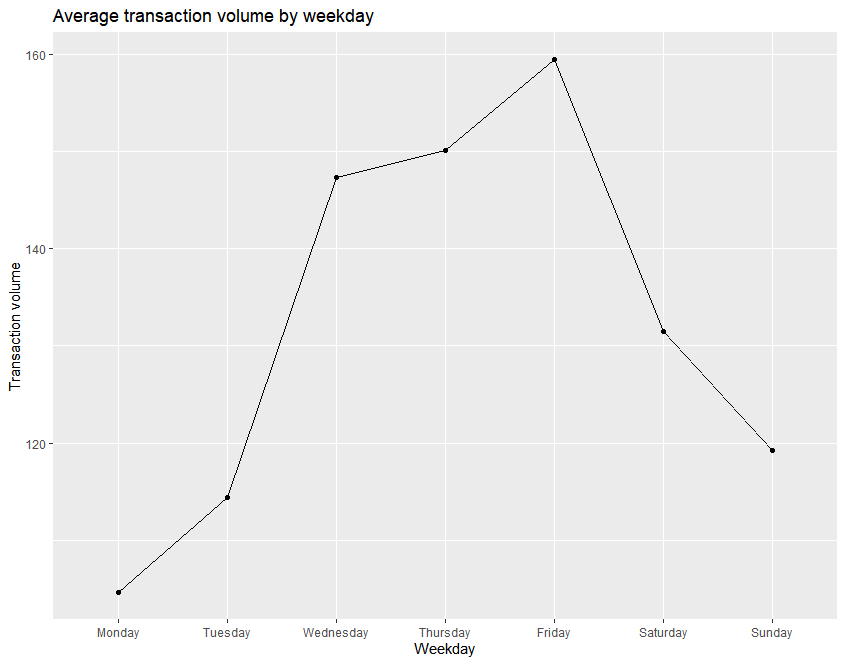 Average transaction volume by weekday
160
140
120
Transaction volume
Monday Tuesday Wednesday Thursday Friday Saturday Sunday
Weekday